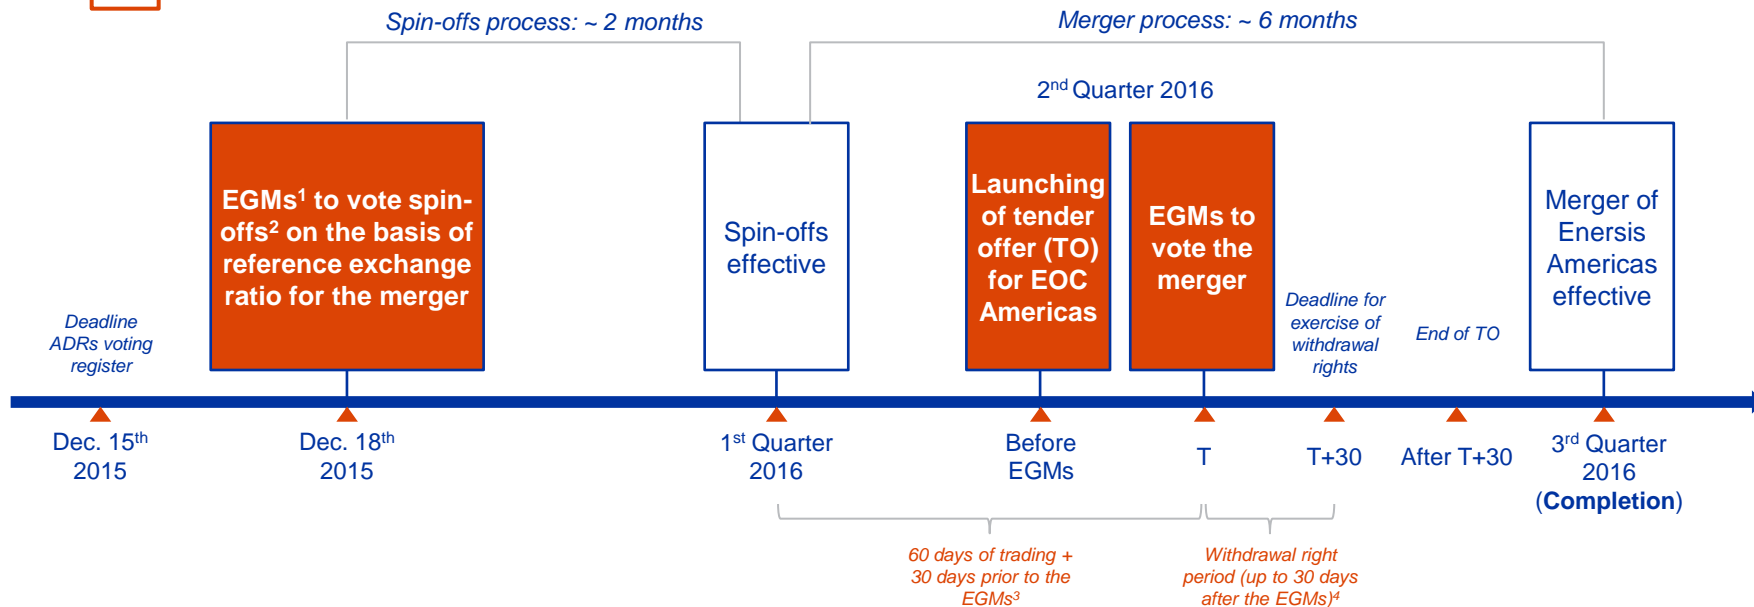 Spin-offs process: ~ 2 months
Merger process: ~ 6 months
2nd Quarter 2016
EGMs1 to vote spin-
offs2 on the basis of
reference exchange
ratio for the merger
Spin-offs
effective
Launching
of tender
offer (TO)
for EOC
Americas
EGMs to
vote the
merger
Merger of
Enersis
Americas
effective
Deadline
ADRs voting
register
Deadline for
exercise of
withdrawal
rights
End of TO
Dec. 15th
2015
Dec. 18th
2015
1st Quarter
2016
Before
EGMs
T
T+30
After T+30
3rd Quarter
2016
(Completion)
60 days of trading +
30 days prior to the
EGMs3
Withdrawal right
period (up to 30 days
after the EGMs)4